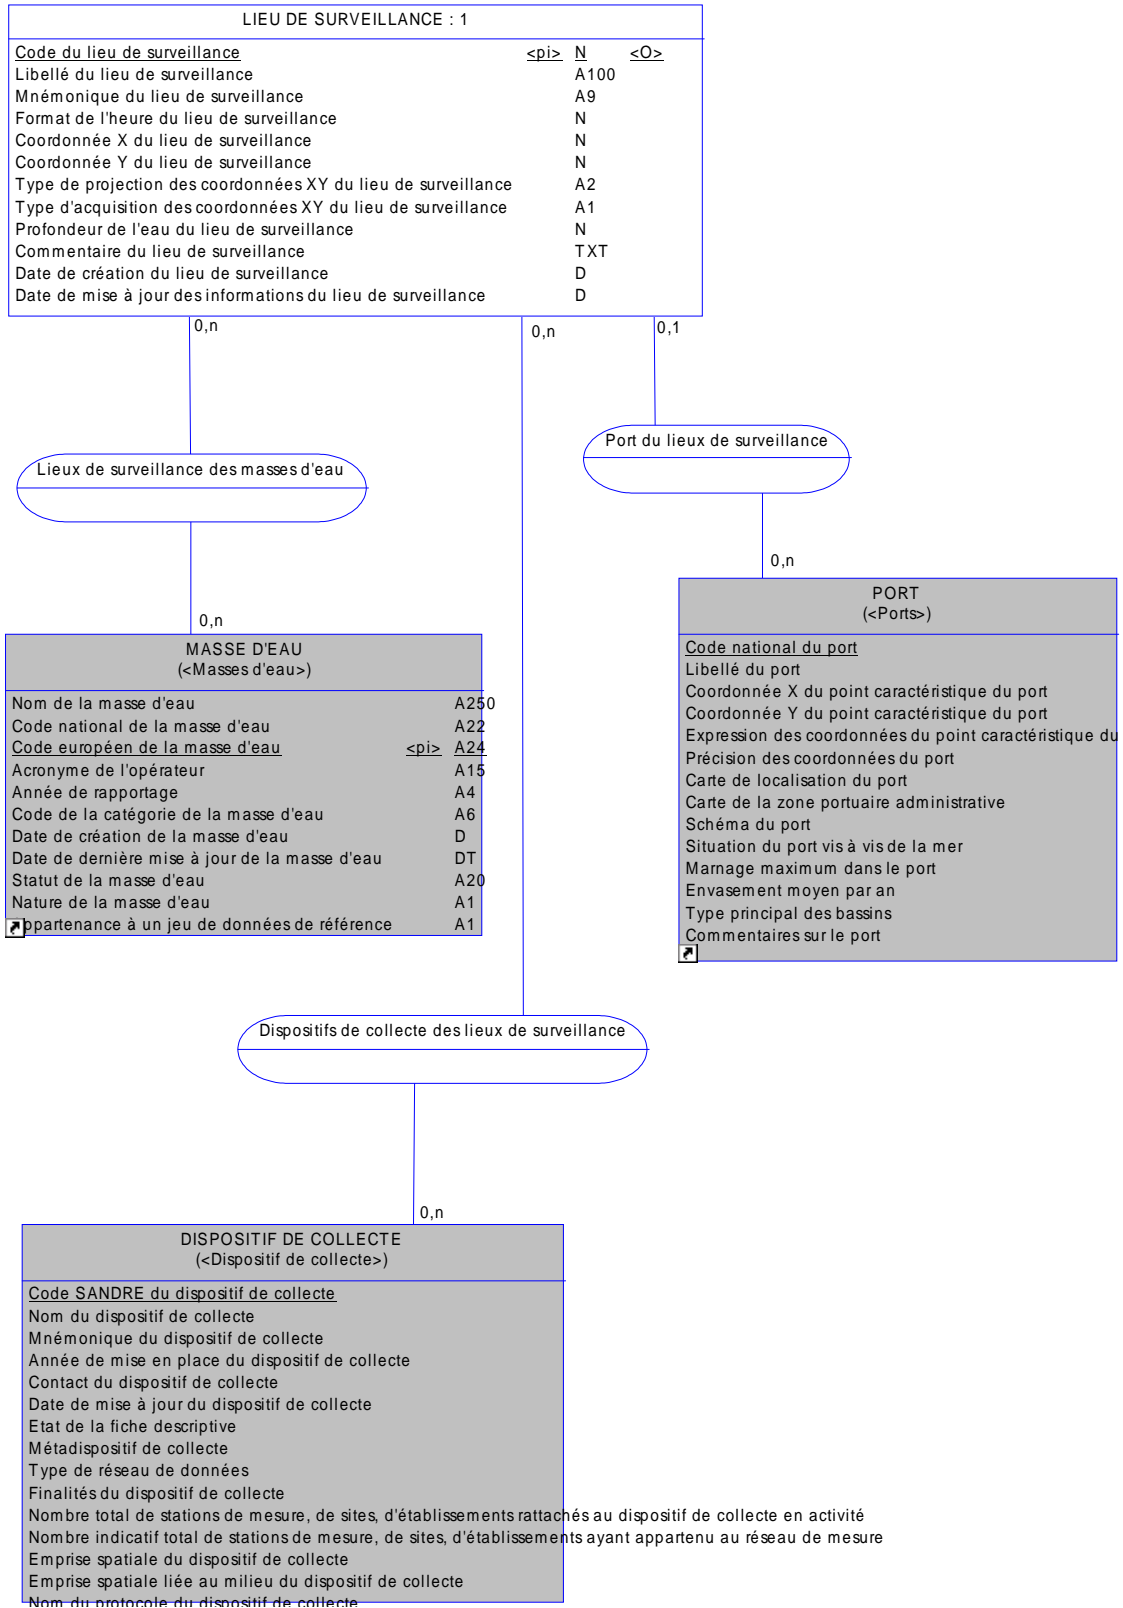 LIEU DE SURVEILLANCE : 1
Code du lieu de surveillance <pi> N <O>
Libellé du lieu de surveillance A100
Mnémonique du lieu de surveillance A9
Format de l'heure du lieu de surveillance N
Coordonnée X du lieu de surveillance N
Coordonnée Y du lieu de surveillance N
Type de projection des coordonnées XY du lieu de surveillance A2
Type d'acquisition des coordonnées XY du lieu de surveillance A1
Profondeur de l'eau du lieu de surveillance N
Commentaire du lieu de surveillance TXT
Date de création du lieu de surveillance D
Date de mise à jour des informations du lieu de surveillance D
0,n
0,n
0,1
Port du lieux de surveillance
Lieux de surveillance des masses d'eau
0,n
0,n
PORT
(<Ports>)
Code national du port
Libellé du port
Coordonnée X du point caractéristique du port
Coordonnée Y du point caractéristique du port
Expression des coordonnées du point caractéristique du
Précision des coordonnées du port
Carte de localisation du port
Carte de la zone portuaire administrative
Schéma du port
Situation du port vis à vis de la mer
Marnage maximum dans le port
Envasement moyen par an
Type principal des bassins
Commentaires sur le port
MASSE D'EAU
(<Masses d'eau>)
Nom de la masse d'eau A250
Code national de la masse d'eau A22
Code européen de la masse d'eau <pi> A24
Acronyme de l'opérateur A15
Année de rapportage A4
Code de la catégorie de la masse d'eau A6
Date de création de la masse d'eau D
Date de dernière mise à jour de la masse d'eau DT
Statut de la masse d'eau A20
Nature de la masse d'eau A1
ppartenance à un jeu de données de référence A1
Dispositifs de collecte des lieux de surveillance
0,n
DISPOSITIF DE COLLECTE
(<Dispositif de collecte>)
Code SANDRE du dispositif de collecte
Nom du dispositif de collecte
Mnémonique du dispositif de collecte
Année de mise en place du dispositif de collecte
Contact du dispositif de collecte
Date de mise à jour du dispositif de collecte
Etat de la fiche descriptive
Métadispositif de collecte
Type de réseau de données
Finalités du dispositif de collecte
Nombre total de stations de mesure, de sites, d'établissements rattachés au dispositif de collecte en activité
Nombre indicatif total de stations de mesure, de sites, d'établissements ayant appartenu au réseau de mesure
Emprise spatiale du dispositif de collecte
Emprise spatiale liée au milieu du dispositif de collecte
Nom du protocole du dispositif de collecte